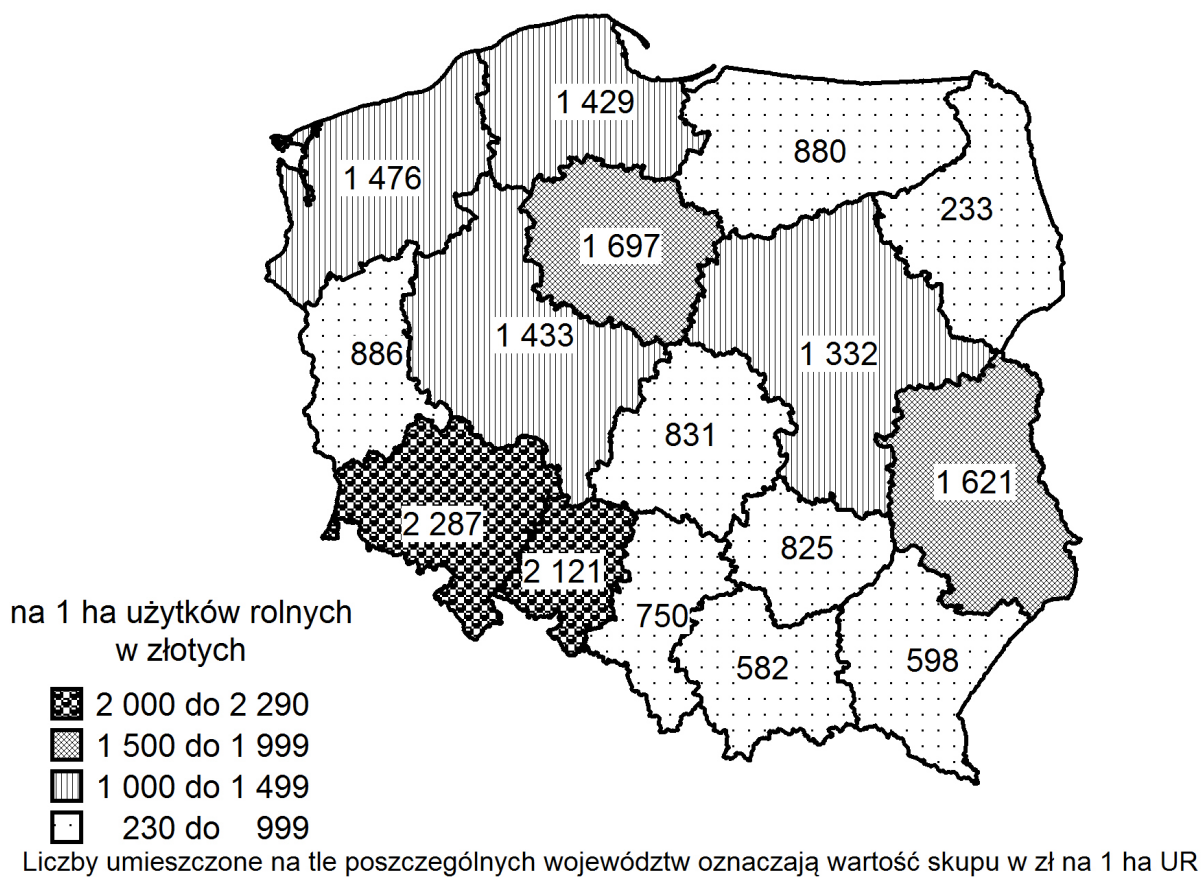 1 429
880
1 476
233
1 697
1 433
886
1 332
831
1 621
2 287
825
2 121
750
582
598
na 1 ha użytków rolnych
w złotych
2 000 do 2 290
1 500 do 1 999
1 000 do 1 499
230 do 999
Liczby umieszczone na tle poszczególnych województw oznaczają wartość skupu w zł na 1 ha UR